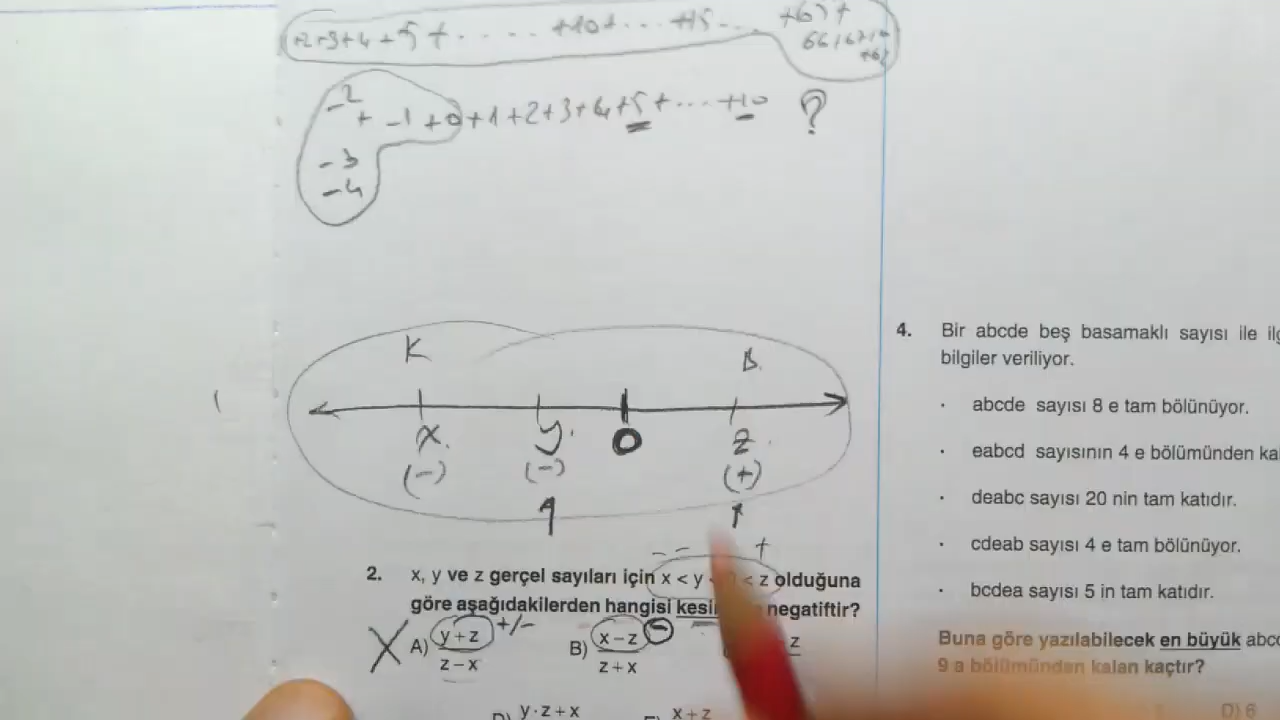 +2+3+4+5+.....+10+...+15...+67+
-2
+ -1+0+1+2+3+4+5+...+10 ?
-3
-4
K B
x y 0 z
(-) (-) (+)
-- +
2. x, y ve z gerçel sayıları için x < y < z olduğuna
göre aşağıdakilerden hangisi negatiftir?
A) y+z / z-x +/- B) x-z / z+x - z
y·z+x x+z
4. Bir abcde beş basamaklı sayısı ile
bilgiler veriliyor.
· abcde sayısı 8 e tam bölünüyor.
· eabcd sayısının 4 e bölümünden
· deabc sayısı 20 nin tam katıdır.
· cdeab sayısı 4 e tam bölünüyor.
· bcdea sayısı 5 in tam katıdır.
Buna göre yazılabilecek en büyük
9 a bölümünden kalan kaçtır?
D) 6